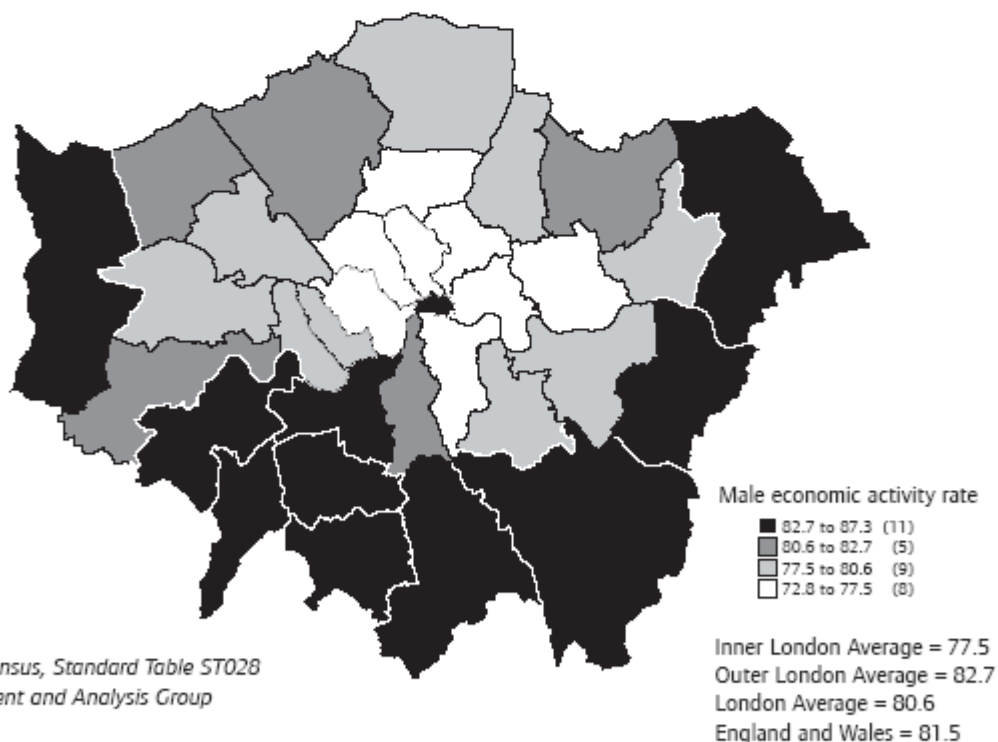 Male economic activity rate
82.7 to 87.3 (11)
80.6 to 82.7 (5)
77.5 to 80.6 (9)
72.8 to 77.5 (8)
nsus, Standard Table ST028
ent and Analysis Group
Inner London Average = 77.5
Outer London Average = 82.7
London Average = 80.6
England and Wales = 81.5